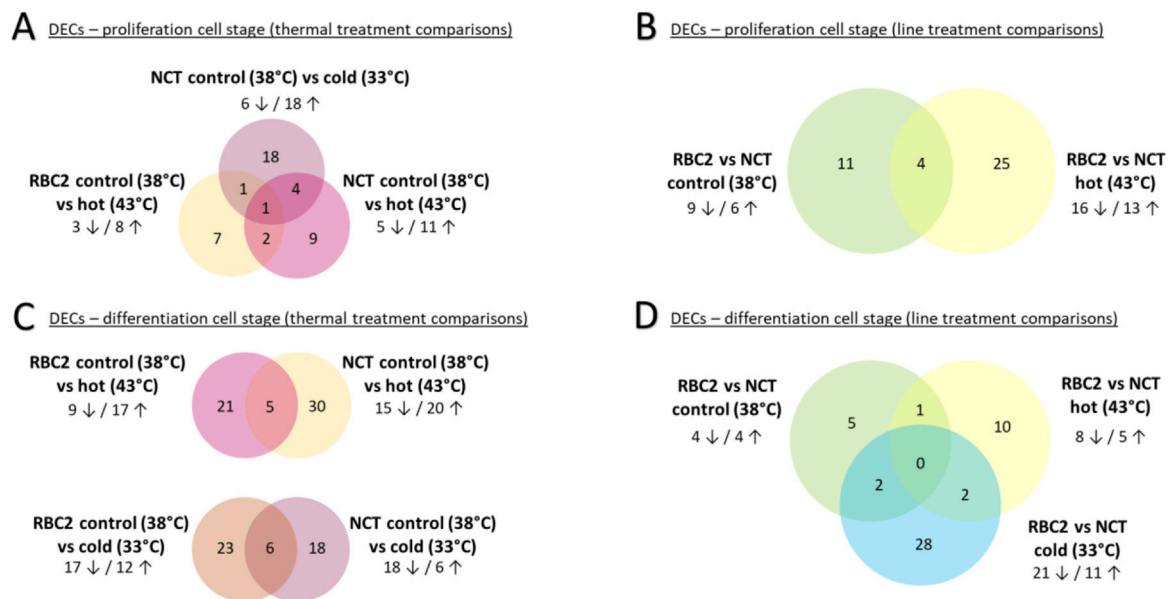 A DECs – proliferation cell stage (thermal treatment comparisons)
NCT control (38°C) vs cold (33°C)
6 ↓ / 18 ↑
18
RBC2 control (38°C)
vs hot (43°C)
3 ↓ / 8 ↑
NCT control (38°C)
vs hot (43°C)
5 ↓ / 11 ↑
1
4
1
7
2
9
B DECs – proliferation cell stage (line treatment comparisons)
RBC2 vs NCT
control (38°C)
9 ↓ / 6 ↑
11
4
25
RBC2 vs NCT
hot (43°C)
16 ↓ / 13 ↑
C DECs – differentiation cell stage (thermal treatment comparisons)
RBC2 control (38°C)
vs hot (43°C)
9 ↓ / 17 ↑
21
5
30
NCT control (38°C)
vs hot (43°C)
15 ↓ / 20 ↑
RBC2 control (38°C)
vs cold (33°C)
17 ↓ / 12 ↑
23
6
18
NCT control (38°C)
vs cold (33°C)
18 ↓ / 6 ↑
D DECs – differentiation cell stage (line treatment comparisons)
RBC2 vs NCT
control (38°C)
4 ↓ / 4 ↑
5
1
10
RBC2 vs NCT
hot (43°C)
8 ↓ / 5 ↑
0
2
2
28
RBC2 vs NCT
cold (33°C)
21 ↓ / 11 ↑